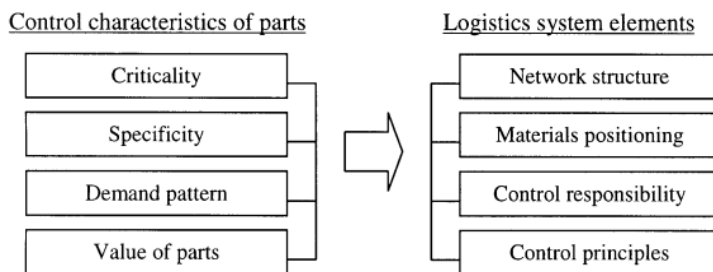 Control characteristics of parts
Criticality
Specificity
Demand pattern
Value of parts
Logistics system elements
Network structure
Materials positioning
Control responsibility
Control principles